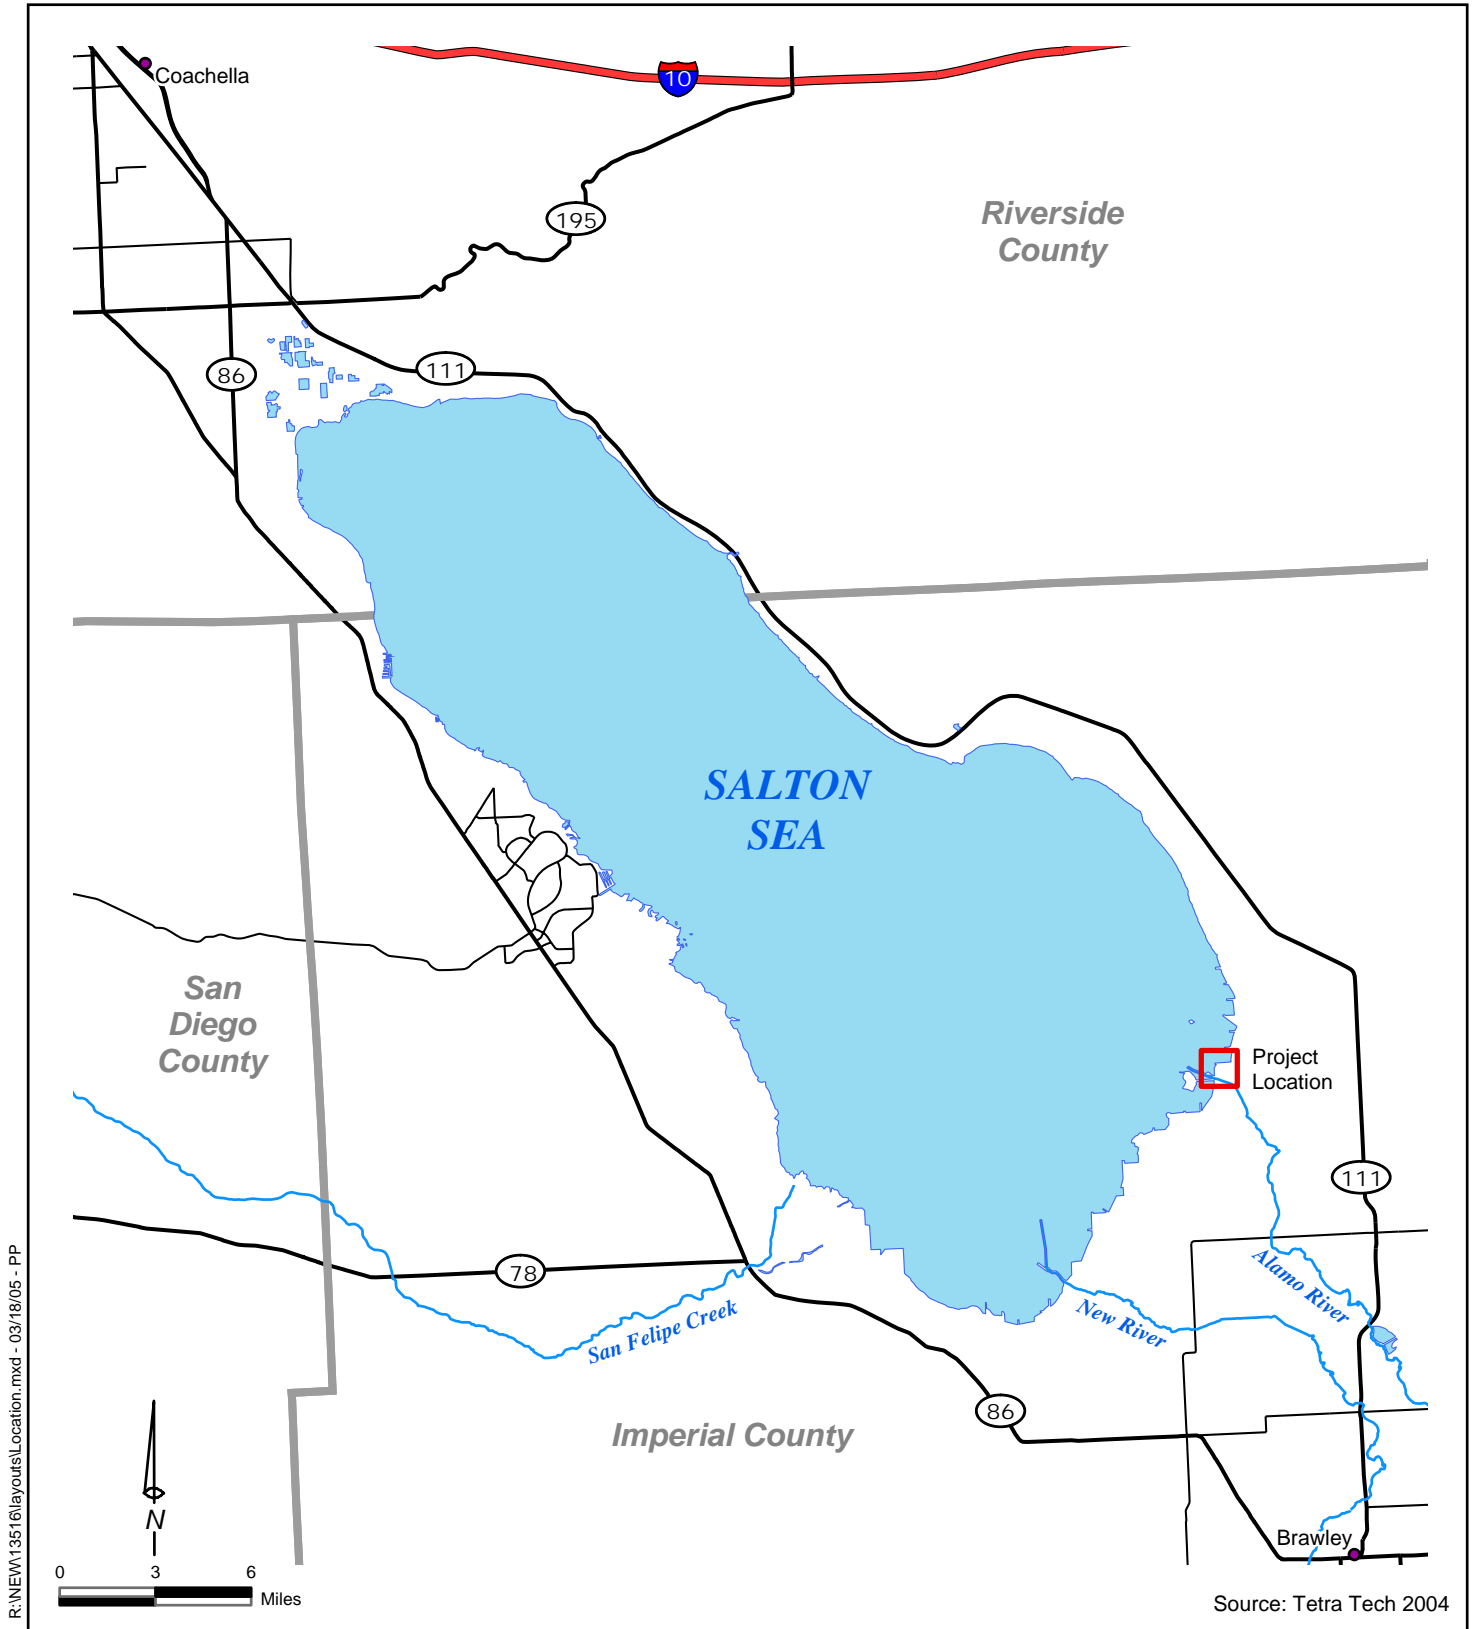 Coachella
10
195
Riverside
County
86
111
SALTON
SEA
San
Diego
County
Project
Location
111
78
San Felipe Creek
New River
Alamo River
86
Imperial County
N
Brawley
0 3 6
Miles
Source: Tetra Tech 2004
R:\NEW\13516\layouts\Location.mxd - 03/18/05 - PP